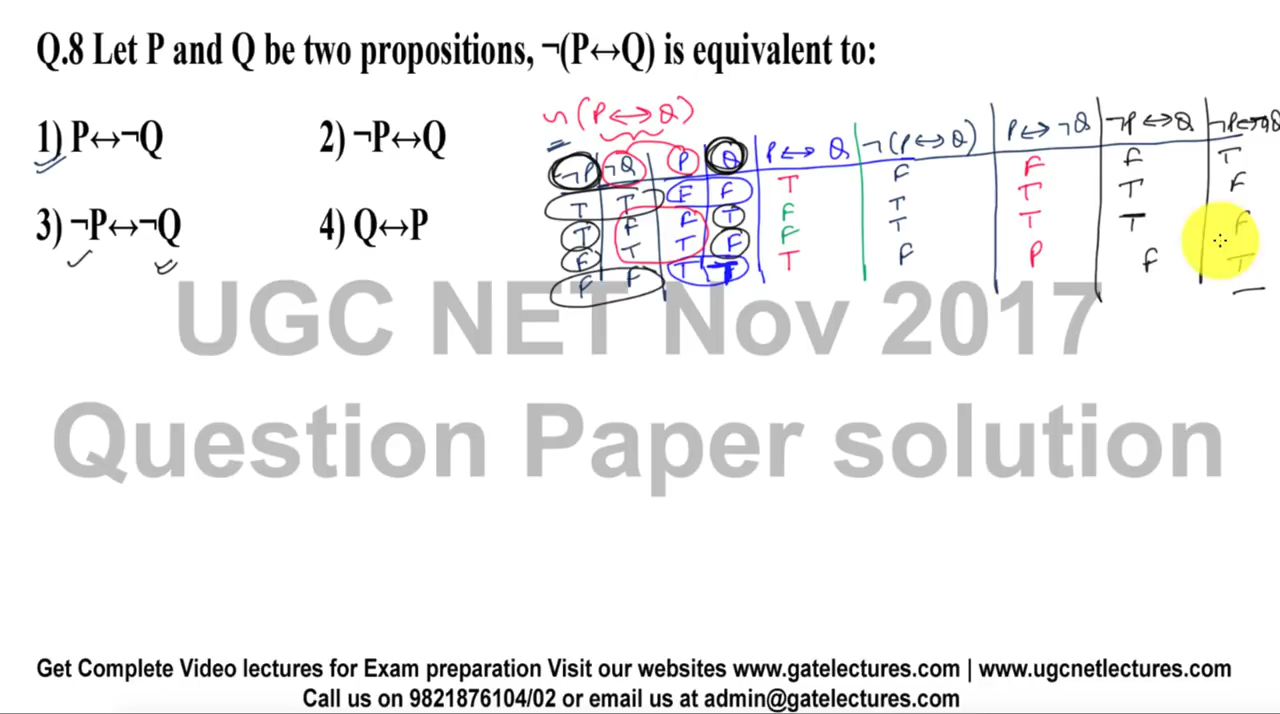 Q.8 Let P and Q be two propositions, ¬(P↔Q) is equivalent to:
1) P↔¬Q 2) ¬P↔Q
3) ¬P↔¬Q 4) Q↔P
~(P↔Q)
¬P ¬Q P Q P↔Q ¬(P↔Q) P↔¬Q ¬P↔Q ¬P↔¬Q
T T F F T F F F T
T F F T F T T T F
F T T F F T T T F
F F T T T F F F T
UGC NET Nov 2017
Question Paper solution
Get Complete Video lectures for Exam preparation Visit our websites www.gatelectures.com | www.ugcnetlectures.com
Call us on 9821876104/02 or email us at admin@gatelectures.com